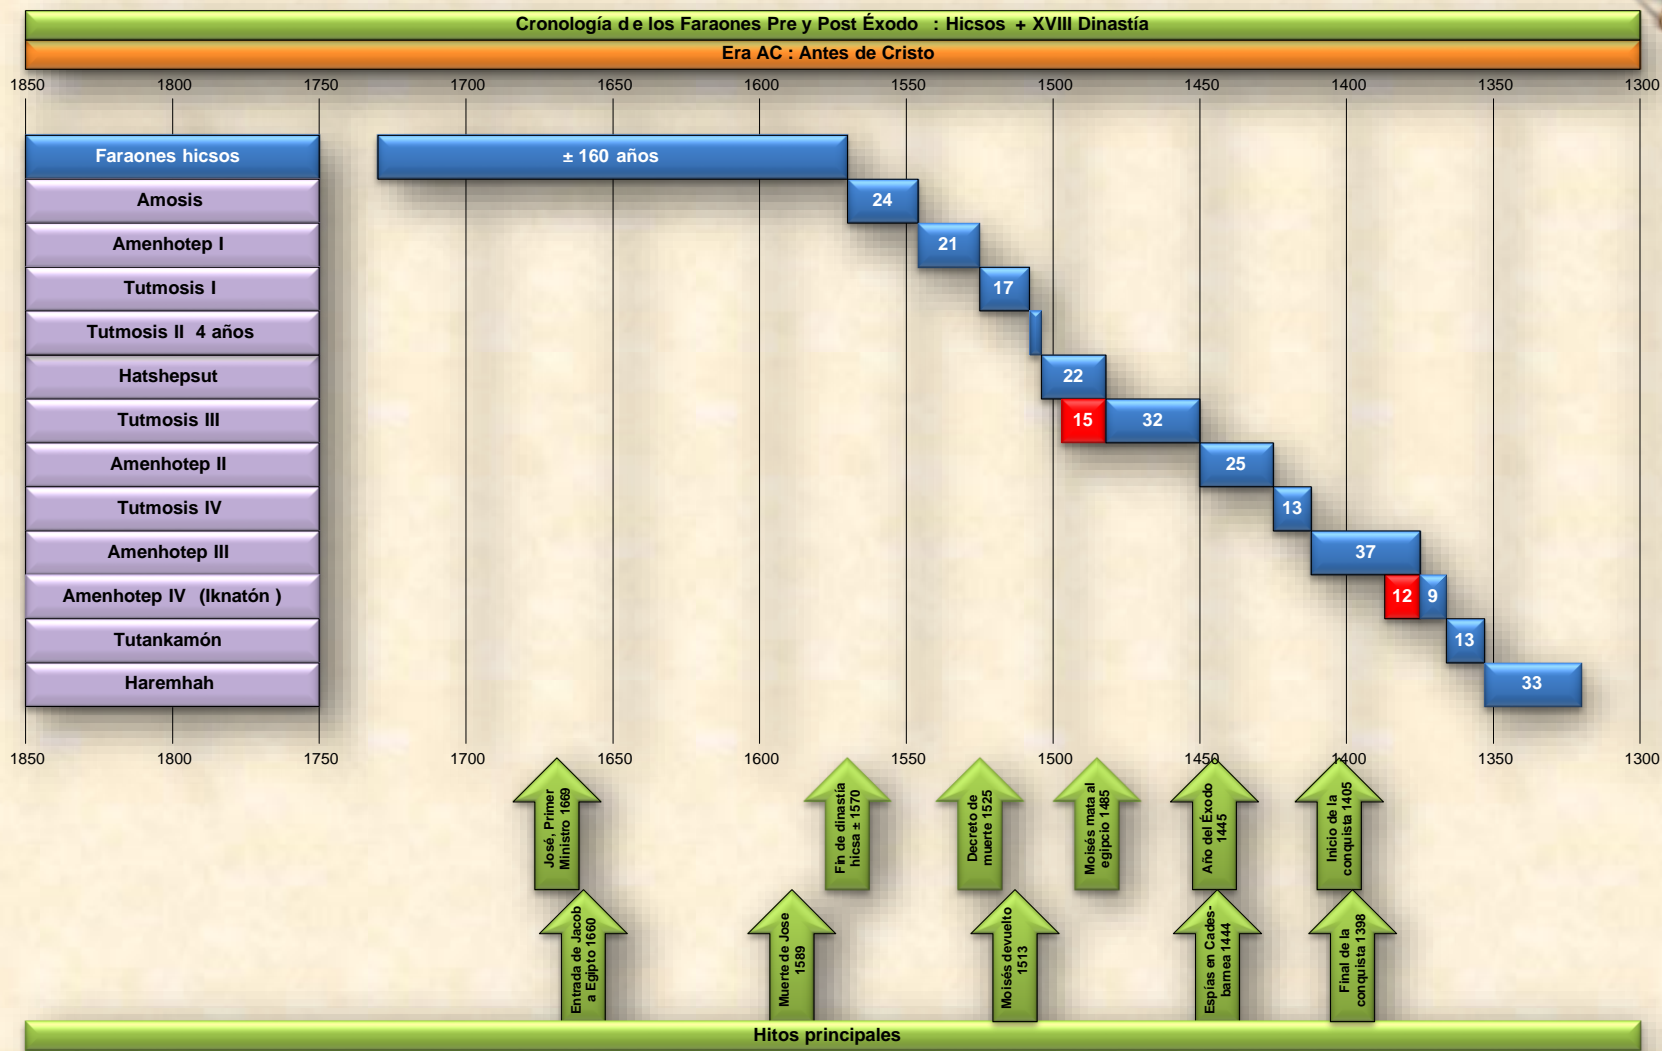 Cronología d e los Faraones Pre y Post Éxodo : Hicsos + XVIII Dinastía
Era AC : Antes de Cristo
1850 1800 1750 1700 1650 1600 1550 1500 1450 1400 1350 1300
Faraones hicsos ± 160 años
Amosis 24
Amenhotep I 21
Tutmosis I 17
Tutmosis II 4 años
Hatshepsut 22
Tutmosis III 15 32
Amenhotep II 25
Tutmosis IV 13
Amenhotep III 37
Amenhotep IV (Iknatón ) 12 9
Tutankamón 13
Haremhah 33
1850 1800 1750 1700 1650 1600 1550 1500 1450 1400 1350 1300
José, Primer
Ministro 1669
Fin de dinastía
hicsa ± 1570
Decreto de
muerte 1525
Moisés mata al
egipcio 1485
Año del Éxodo
1445
Inicio de la
conquista 1405
Entrada de Jacob
a Egipto 1660
Muerte de Jose
1589
Moisés devuelto
1513
Espías en Cades-
barnea 1444
Final de la
conquista 1398
Hitos principales